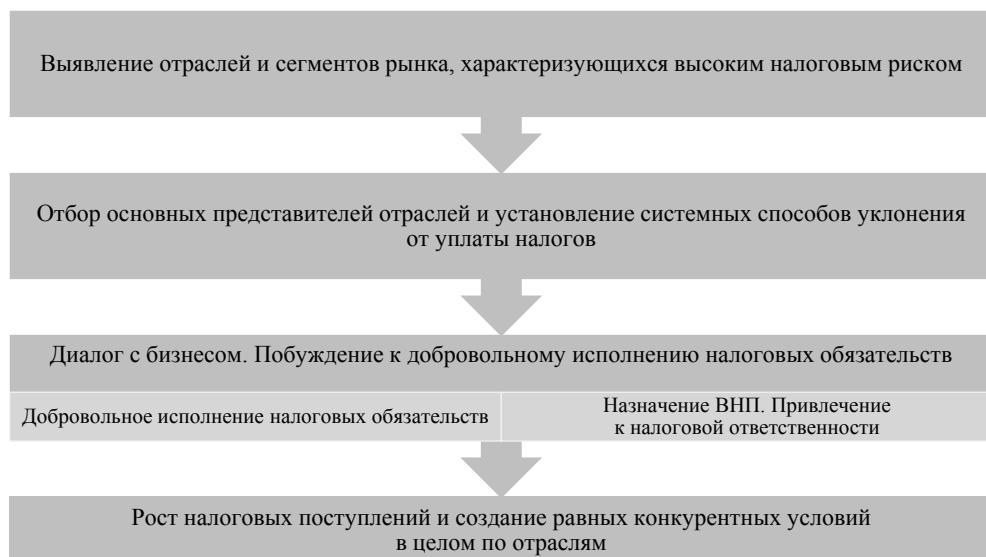 Выявление отраслей и сегментов рынка, характеризующихся высоким налоговым риском
Отбор основных представителей отраслей и установление системных способов уклонения
от уплаты налогов
Диалог с бизнесом. Побуждение к добровольному исполнению налоговых обязательств
Добровольное исполнение налоговых обязательств
Назначение ВНП. Привлечение
к налоговой ответственности
Рост налоговых поступлений и создание равных конкурентных условий
в целом по отраслям